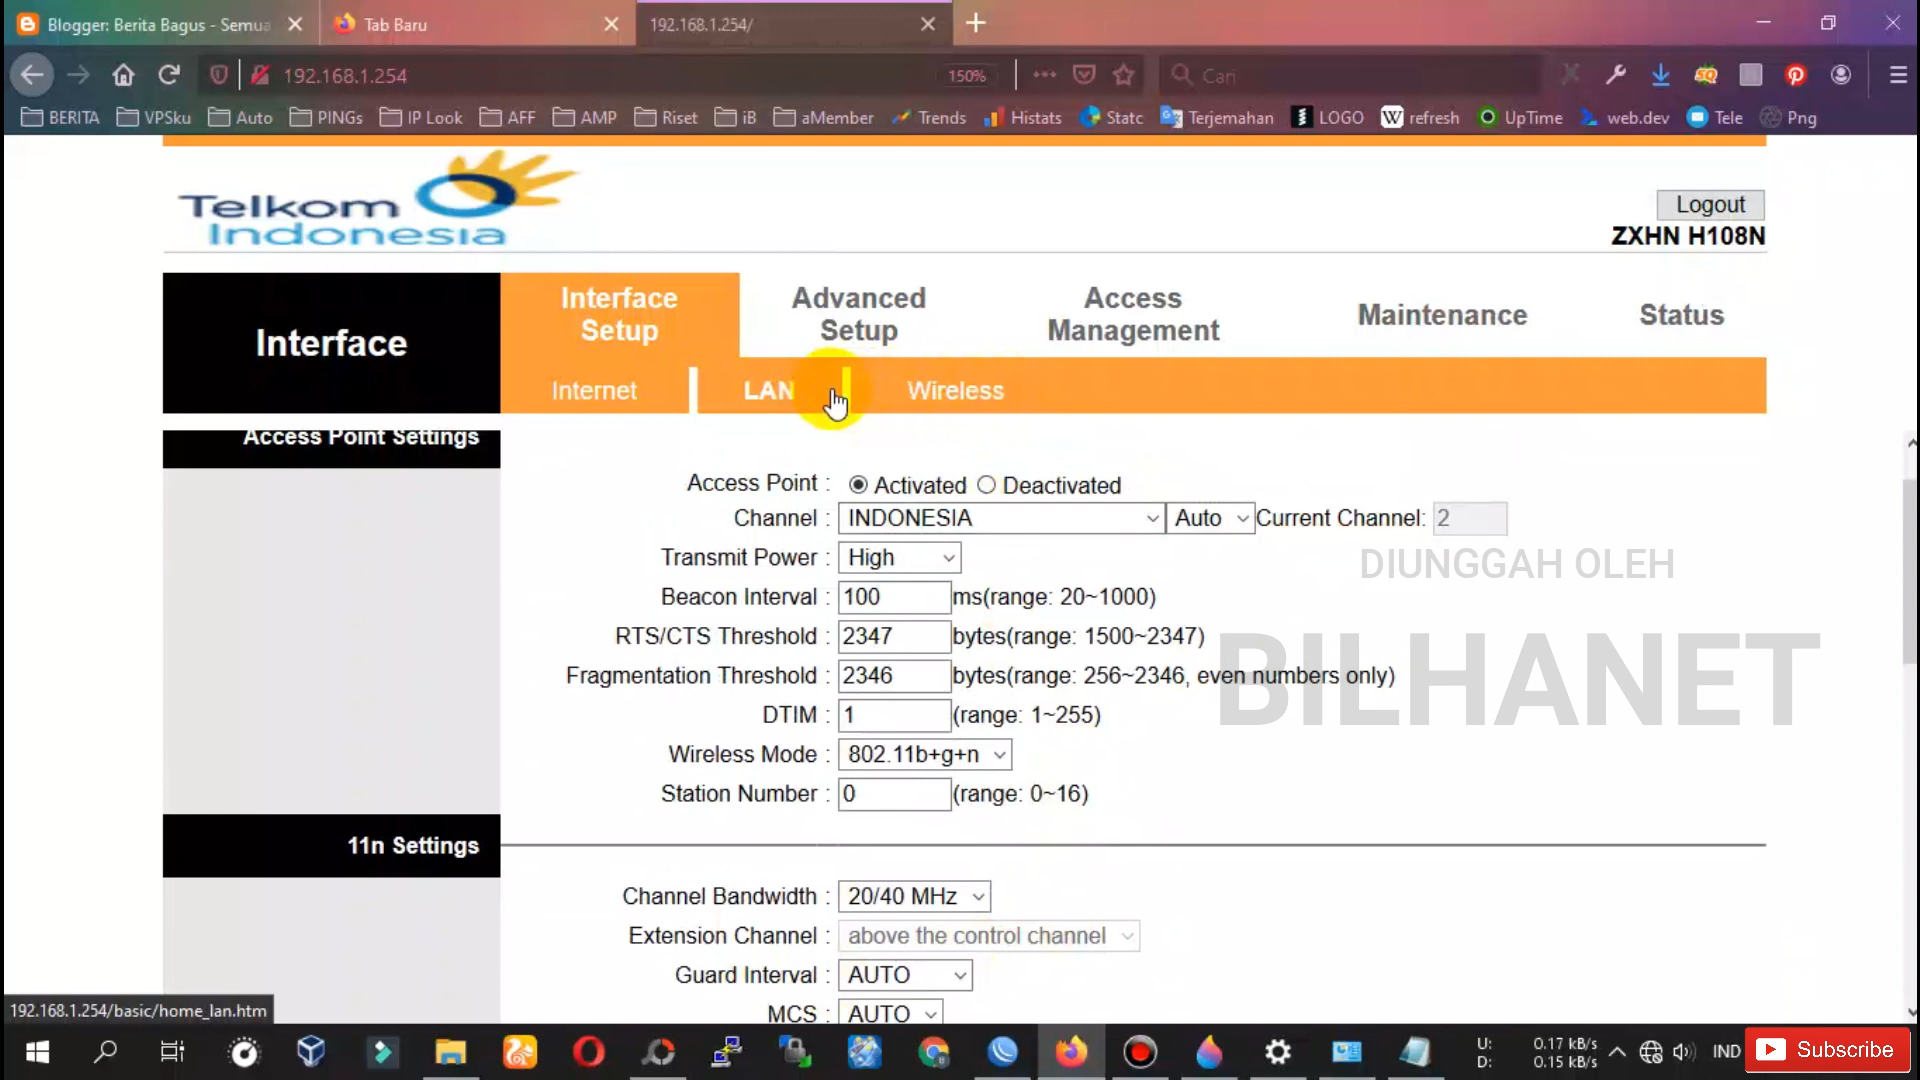 Blogger: Berita Bagus - Semua
Tab Baru
192.168.1.254/
192.168.1.254
150%
Cari
BERITA
VPSku
Auto
PINGs
IP Look
AFF
AMP
Riset
iB
aMember
Trends
Histats
Statc
Terjemahan
LOGO
refresh
UpTime
web.dev
Tele
Png
Telkom
Indonesia
Logout
ZXHN H108N
Interface
Interface
Setup
Advanced
Setup
Access
Management
Maintenance
Status
Internet
LAN
Wireless
Access Point Settings
Access Point : Activated Deactivated
Channel : INDONESIA Auto Current Channel: 2
Transmit Power : High
Beacon Interval : 100 ms(range: 20~1000)
RTS/CTS Threshold : 2347 bytes(range: 1500~2347)
Fragmentation Threshold : 2346 bytes(range: 256~2346, even numbers only)
DTIM : 1 (range: 1~255)
Wireless Mode : 802.11b+g+n
Station Number : 0 (range: 0~16)
DIUNGGAH OLEH
BILHANET
11n Settings
Channel Bandwidth : 20/40 MHz
Extension Channel : above the control channel
Guard Interval : AUTO
MCS : AUTO
192.168.1.254/basic/home_lan.htm
U: 0.17 kB/s
D: 0.15 kB/s
IND
Subscribe